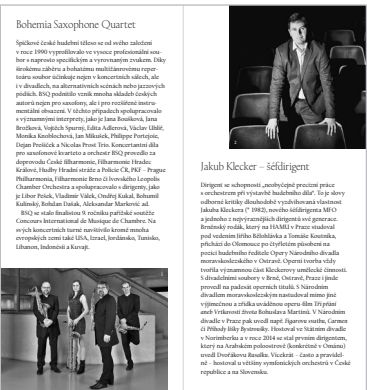 Bohemia Saxophone Quartet
Špičkové české hudební těleso se od svého založení
v roce 1990 vyprofilovalo ve vysoce profesionální sou-
bor s naprosto specifickým a vyrovnaným zvukem. Díky
širokému záběru a bohatému multižánrovému reper-
toáru soubor účinkuje nejen v koncertních sálech, ale
i v divadlech, na alternativních scénách nebo jazzových
pódiích. BSQ podnítilo vznik mnoha skladeb českých
autorů nejen pro saxofony, ale i pro rozšířené instru-
mentální obsazení. V těchto případech spolupracovalo
s významnými interprety, jako je Jana Boušková, Jana
Brožková, Vojtěch Spurný, Edita Adlerová, Václav Uhlíř,
Monika Knoblochová, Jan Mikušek, Philippe Portejoie,
Dejan Prešiček a Nicolas Prost Trio. Koncertantní díla
pro saxofonové kvarteto a orchestr BSQ provedlo za
doprovodu České filharmonie, Filharmonie Hradec
Králové, Hudby Hradní stráže a Policie ČR, PKF – Prague
Philharmonia, Filharmonie Brno či lvovského Leopolis
Chamber Orchestra a spolupracovalo s dirigenty, jako
je Libor Pešek, Vladimír Válek, Ondřej Kukal, Bohumil
Kulínský, Bohdan Dašak, Aleksandar Marković ad.
BSQ se stalo finalistou 9. ročníku pařížské soutěže
Concours International de Musique de Chambre. Na
svých koncertních turné navštívilo kromě mnoha
evropských zemí také USA, Izrael, Jordánsko, Tunisko,
Libanon, Indonésii a Kuvajt.
2
Jakub Klecker – šéfdirigent
Dirigent se schopností „neobyčejně precizní práce
s orchestrem při výstavbě hudebního díla“. To je slovy
odborné kritiky dlouhodobě vyzdvihovaná vlastnost
Jakuba Kleckera (* 1982), nového šéfdirigenta MFO
a jednoho z nejvýraznějších dirigentů své generace.
Brněnský rodák, který na HAMU v Praze studoval
pod vedením Jiřího Bělohlávka a Tomáše Koutníka,
přichází do Olomouce po čtyřletém působení na
pozici hudebního ředitele Opery Národního divadla
moravskoslezského v Ostravě. Operní tvorba vždy
tvořila významnou část Kleckerovy umělecké činnosti.
S divadelními soubory v Brně, Ostravě, Praze i jinde
provedl na padesát operních titulů. S Národním
divadlem moravskoslezským nastudoval mimo jiné
výjimečnou a zřídka uváděnou operu-film Tři přání
aneb Vrtkavosti života Bohuslava Martinů. V Národním
divadle v Praze pak uvedl např. Figarovu svatbu, Carmen
či Příhody lišky Bystroušky. Hostoval ve Státním divadle
v Norimberku a v roce 2014 se stal prvním dirigentem,
který na Arabském poloostrově (konkrétně v Ománu)
uvedl Dvořákovu Rusalku. Vícekrát – často a pravidel-
ně – hostoval u většiny symfonických orchestrů v České
republice a na Slovensku.